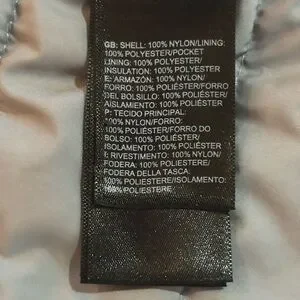 GB: SHELL: 100% NYLON/LINING:
100% POLYESTER/POCKET
LINING: 100% POLYESTER/
INSULATION: 100% POLYESTER
E: ARMAZÓN: 100% NYLON/
FORRO: 100% POLIÉSTER/FORRO
DEL BOLSILLO: 100% POLIÉSTER/
AISLAMIENTO: 100% POLIÉSTER
P: TECIDO PRINCIPAL:
100% NYLON/FORRO:
100% POLIÉSTER/FORRO DO
BOLSO: 100% POLIÉSTER/
ISOLAMENTO: 100% POLIÉSTER
I: RIVESTIMENTO: 100% NYLON/
FODERA: 100% POLIESTERE/
FODERA DELLA TASCA:
100% POLIESTERE/ISOLAMENTO:
100% POLIESTERE